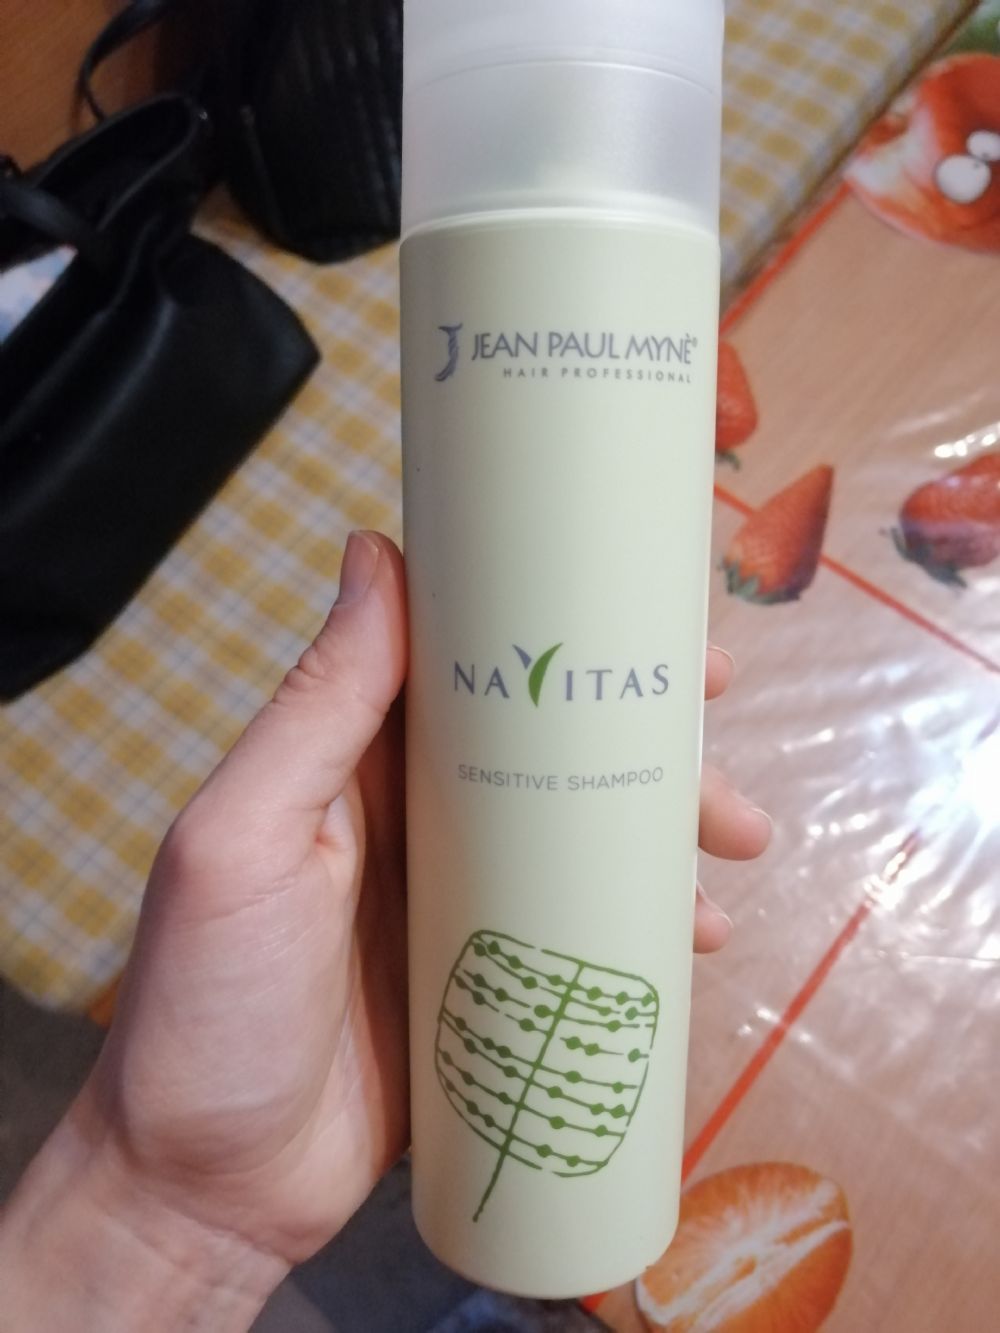 JEAN PAUL MYNÈ®
HAIR PROFESSIONAL
NAVITAS
SENSITIVE SHAMPOO